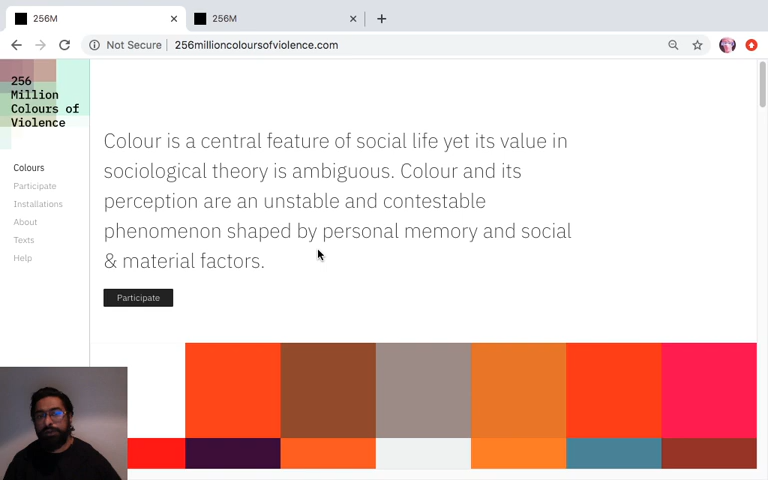 256M
256M
Not Secure
256millioncoloursofviolence.com
256
Million
Colours of
Violence
Colours
Participate
Installations
About
Texts
Help
Colour is a central feature of social life yet its value in
sociological theory is ambiguous. Colour and its
perception are an unstable and contestable
phenomenon shaped by personal memory and social
& material factors.
Participate